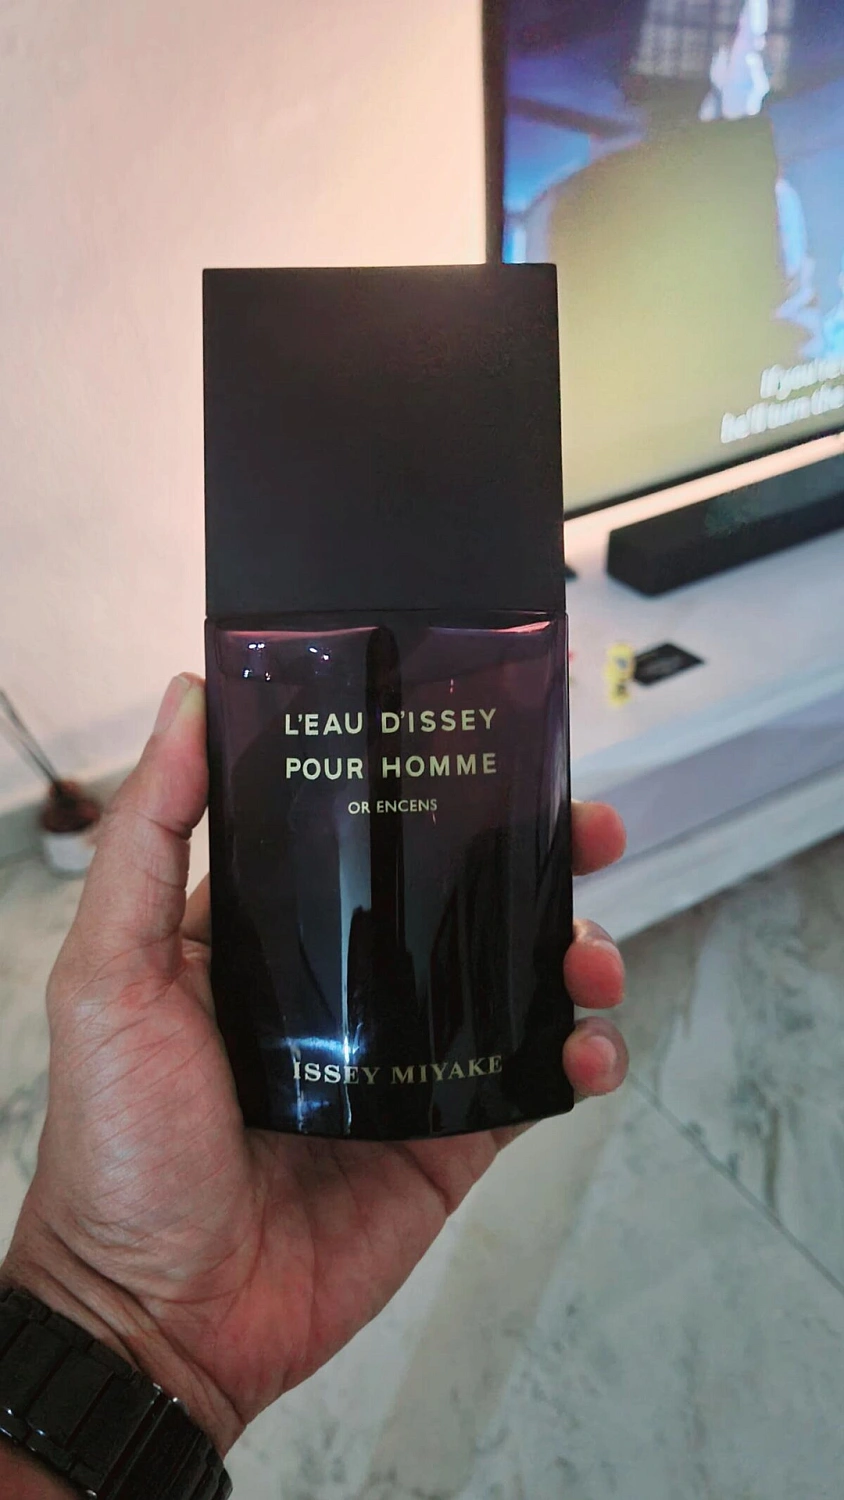 L'EAU D'ISSEY
POUR HOMME
OR ENCENS
ISSEY MIYAKE